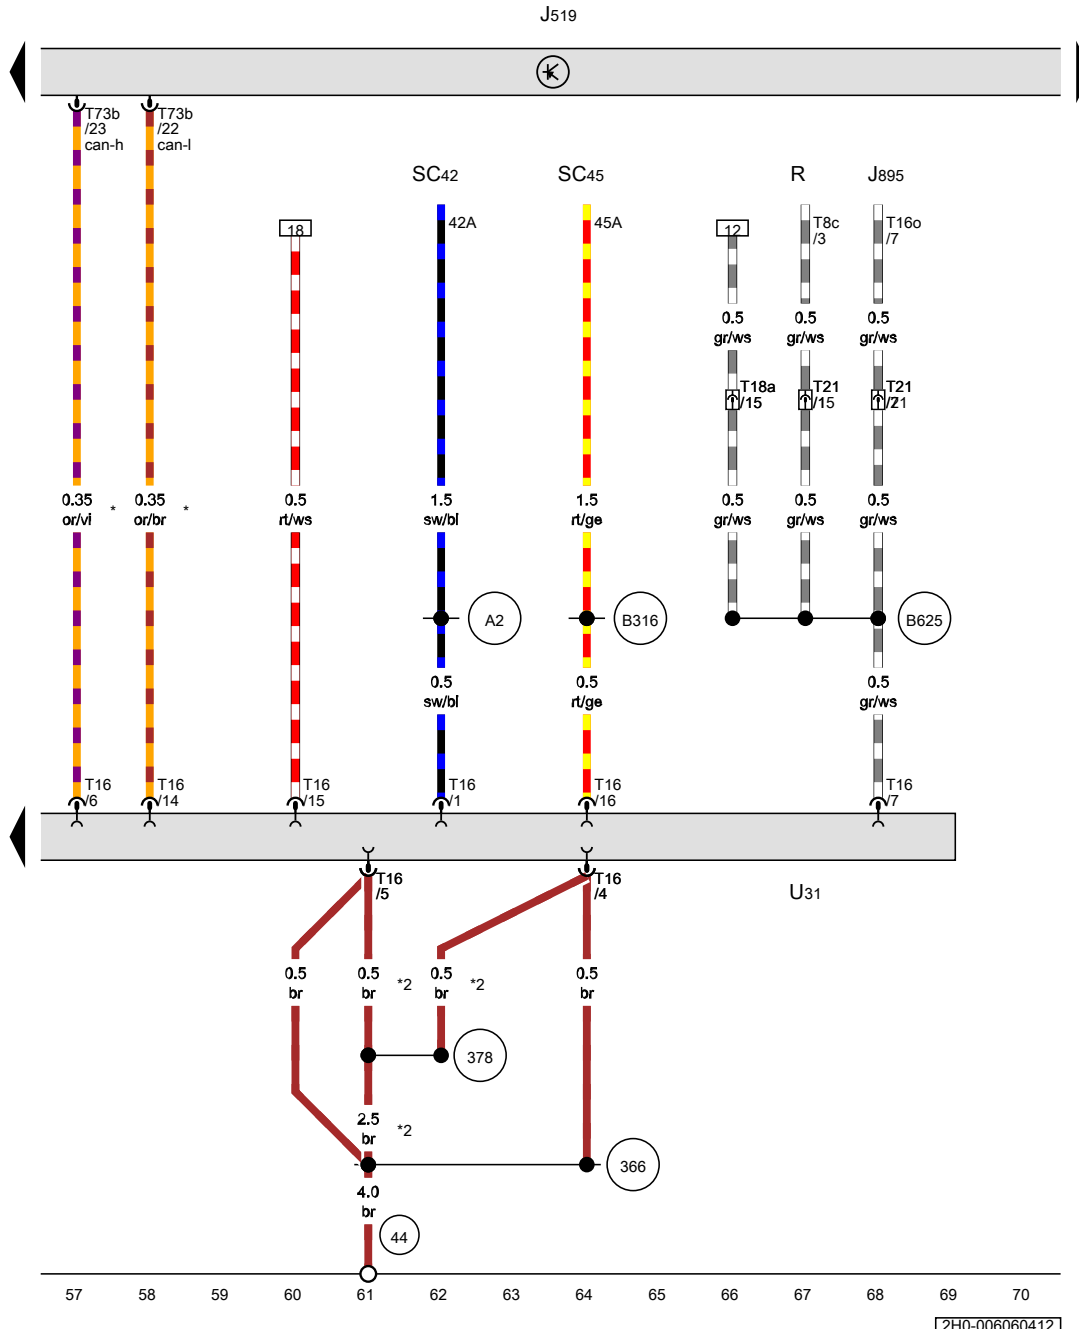 J519
T73b
/23
can-h
T73b
/22
can-l
SC42
SC45
R
J895
18
42A
45A
12
T8c
/3
T16o
/7
0.5
gr/ws
0.5
gr/ws
0.5
gr/ws
T18a
/15
T21
/15
T21
0.35
or/vi
*
0.35
or/br
*
0.5
rt/ws
1.5
sw/bl
1.5
rt/ge
0.5
gr/ws
0.5
gr/ws
0.5
gr/ws
A2
B316
B625
0.5
sw/bl
0.5
rt/ge
0.5
gr/ws
T16
/6
T16
/14
T16
/15
T16
/1
T16
/16
T16
/7
T16
/5
T16
/4
U31
0.5
br
0.5
br
*2
0.5
br
*2
0.5
br
378
2.5
br
*2
366
4.0
br
44
57 58 59 60 61 62 63 64 65 66 67 68 69 70
2H0-006060412